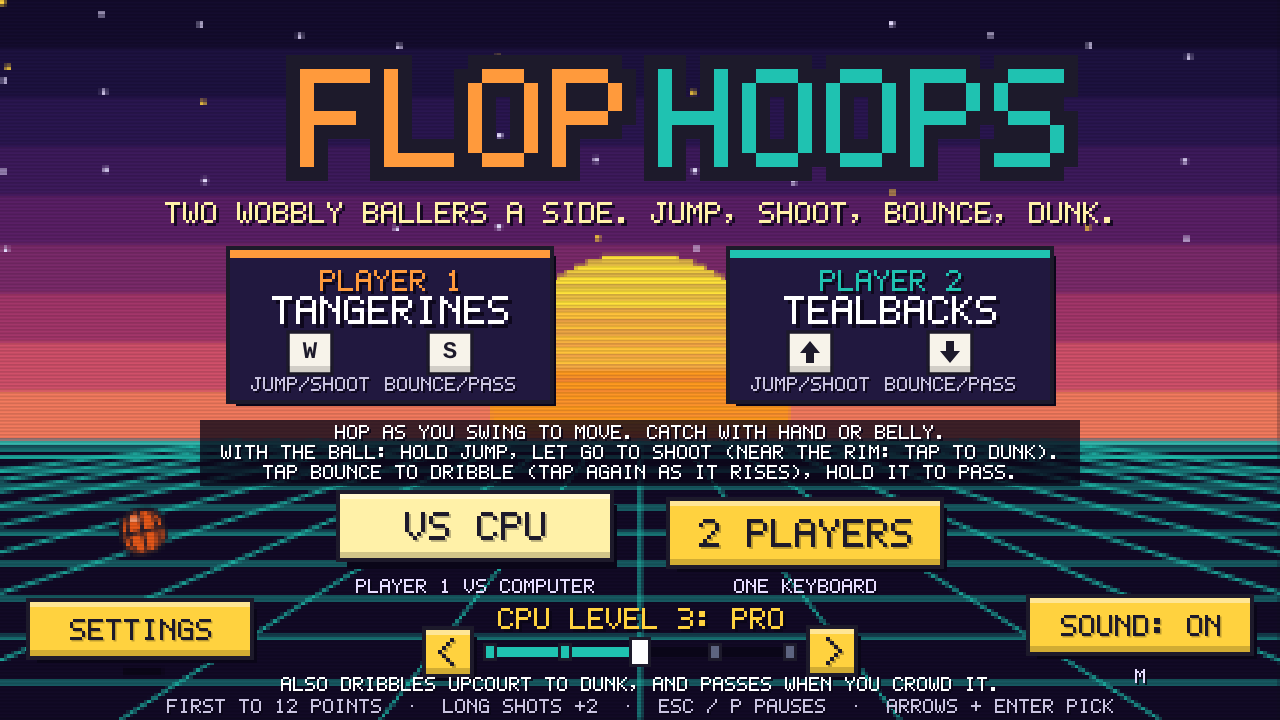 FLOP HOOPS
TWO WOBBLY BALLERS A SIDE. JUMP, SHOOT, BOUNCE, DUNK.
PLAYER 1
TANGERINES
W S
JUMP/SHOOT BOUNCE/PASS
PLAYER 2
TEALBACKS
JUMP/SHOOT BOUNCE/PASS
HOP AS YOU SWING TO MOVE. CATCH WITH HAND OR BELLY.
WITH THE BALL: HOLD JUMP, LET GO TO SHOOT (NEAR THE RIM: TAP TO DUNK).
TAP BOUNCE TO DRIBBLE (TAP AGAIN AS IT RISES), HOLD IT TO PASS.
VS CPU
2 PLAYERS
PLAYER 1 VS COMPUTER
ONE KEYBOARD
SETTINGS
CPU LEVEL 3: PRO
< >
SOUND: ON
M
ALSO DRIBBLES UPCOURT TO DUNK, AND PASSES WHEN YOU CROWD IT.
FIRST TO 12 POINTS · LONG SHOTS +2 · ESC / P PAUSES · ARROWS + ENTER PICK